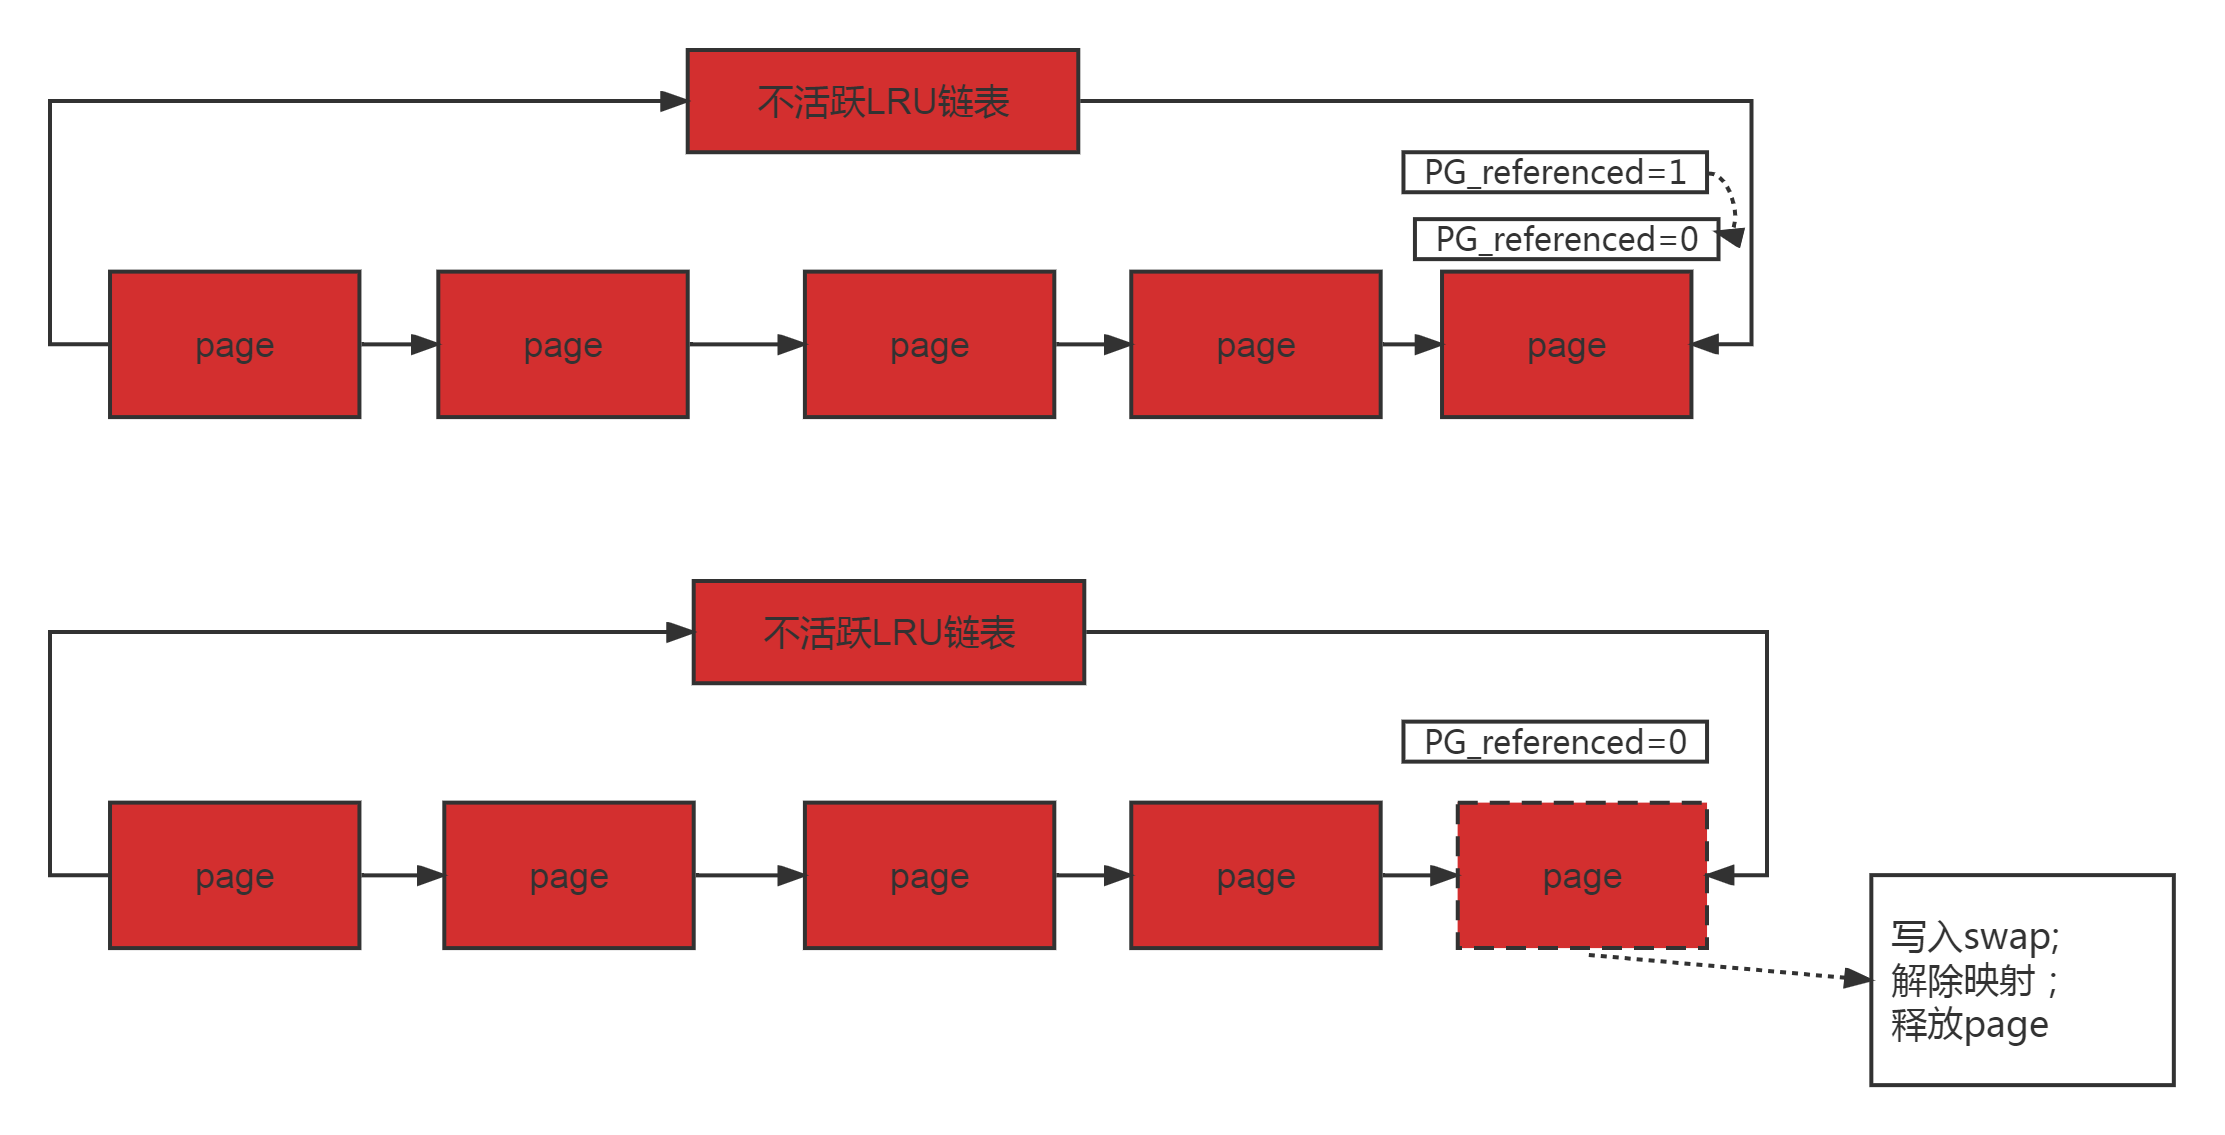 不活跃LRU链表
PG_referenced=1
PG_referenced=0
page
page
page
page
page
不活跃LRU链表
PG_referenced=0
page
page
page
page
page
写入swap;
解除映射；
释放page